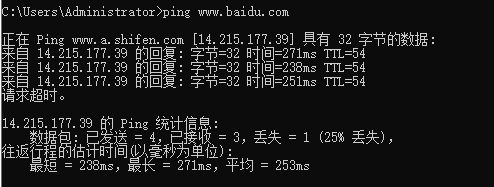 C:\Users\Administrator>ping www.baidu.com
正在 Ping www.a.shifen.com [14.215.177.39] 具有 32 字节的数据:
来自 14.215.177.39 的回复: 字节=32 时间=271ms TTL=54
来自 14.215.177.39 的回复: 字节=32 时间=238ms TTL=54
来自 14.215.177.39 的回复: 字节=32 时间=251ms TTL=54
请求超时。
14.215.177.39 的 Ping 统计信息:
数据包: 已发送 = 4，已接收 = 3，丢失 = 1 (25% 丢失)，
往返行程的估计时间(以毫秒为单位):
最短 = 238ms，最长 = 271ms，平均 = 253ms